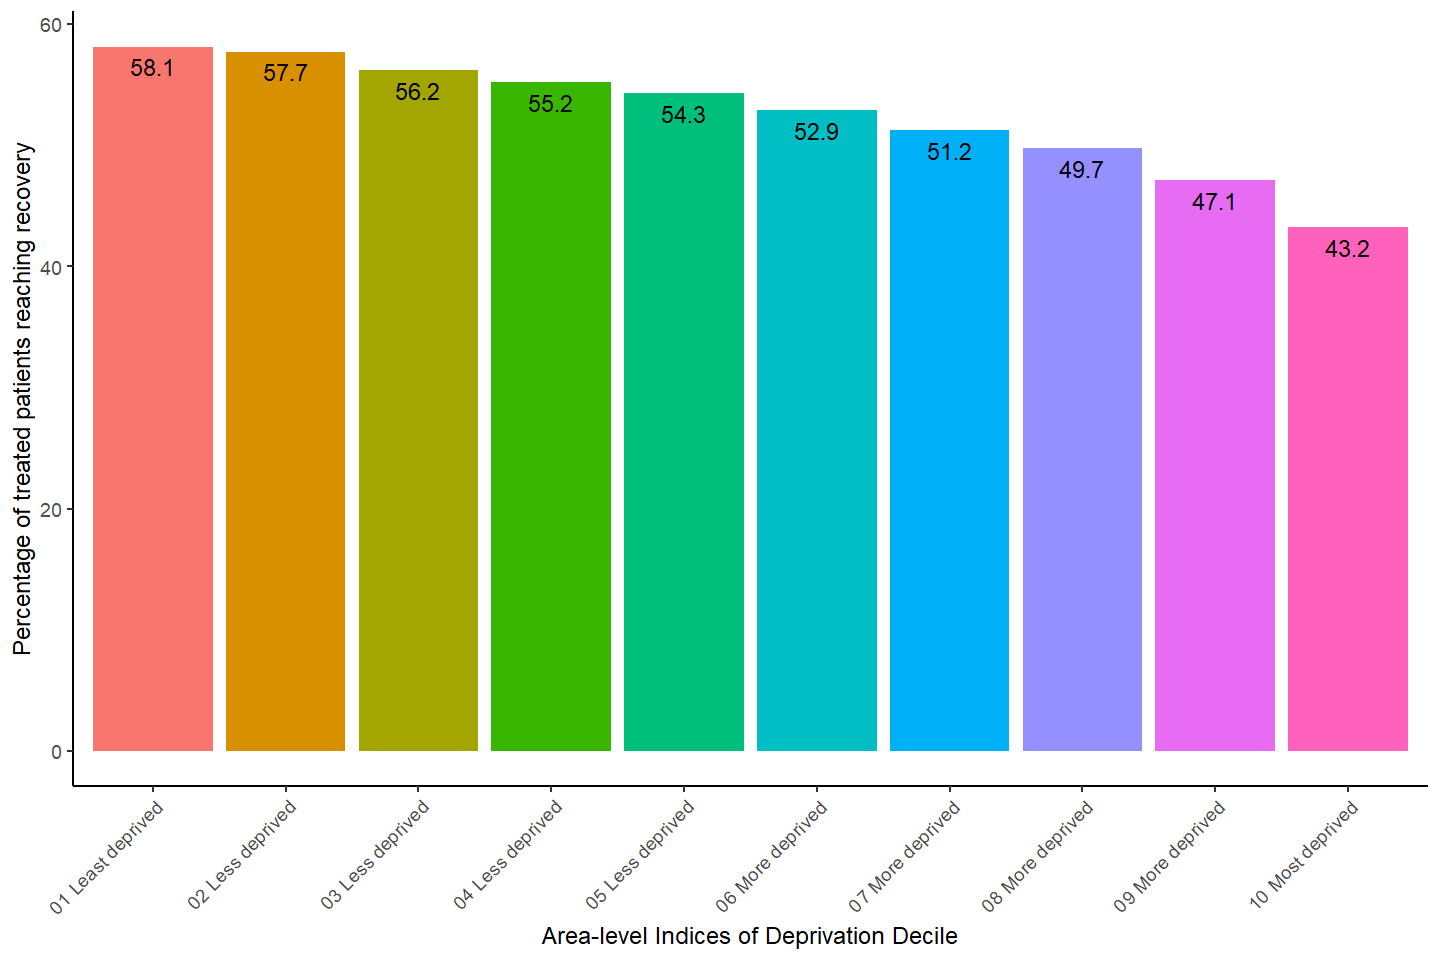 Percentage of treated patients reaching recovery
60
40
20
0
58.1
57.7
56.2
55.2
54.3
52.9
51.2
49.7
47.1
43.2
01 Least deprived
02 Less deprived
03 Less deprived
04 Less deprived
05 Less deprived
06 More deprived
07 More deprived
08 More deprived
09 More deprived
10 Most deprived
Area-level Indices of Deprivation Decile